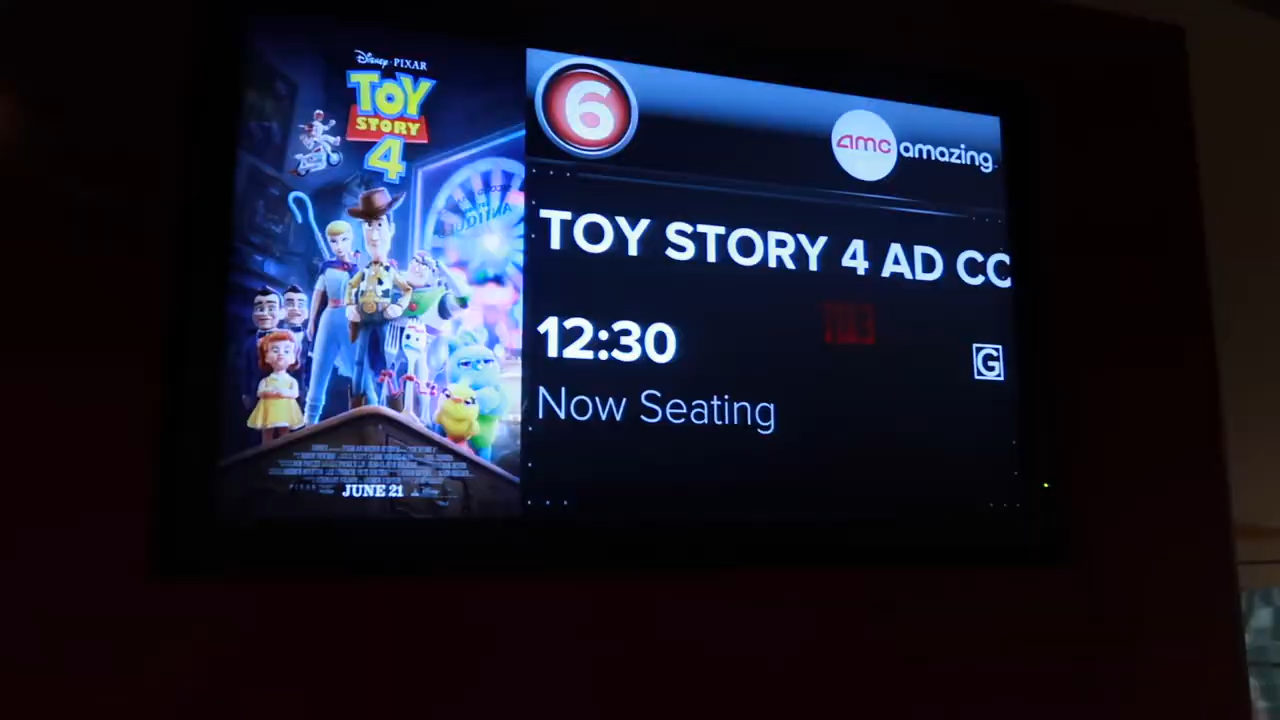 Disney · PIXAR
TOY
STORY
4
JUNE 21
6
amc amazing
TOY STORY 4 AD CC
12:30
G
Now Seating